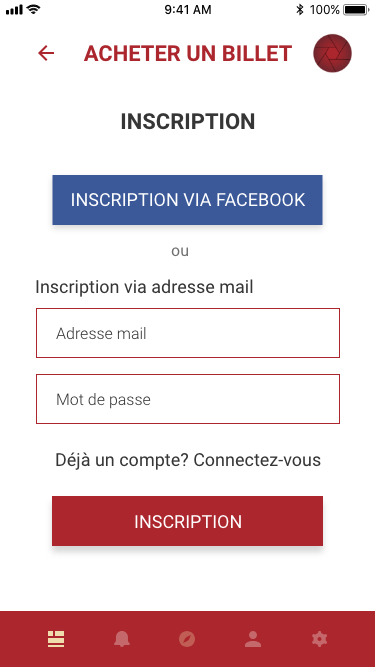 9:41 AM
100%
ACHETER UN BILLET
INSCRIPTION
INSCRIPTION VIA FACEBOOK
ou
Inscription via adresse mail
Adresse mail
Mot de passe
Déjà un compte? Connectez-vous
INSCRIPTION